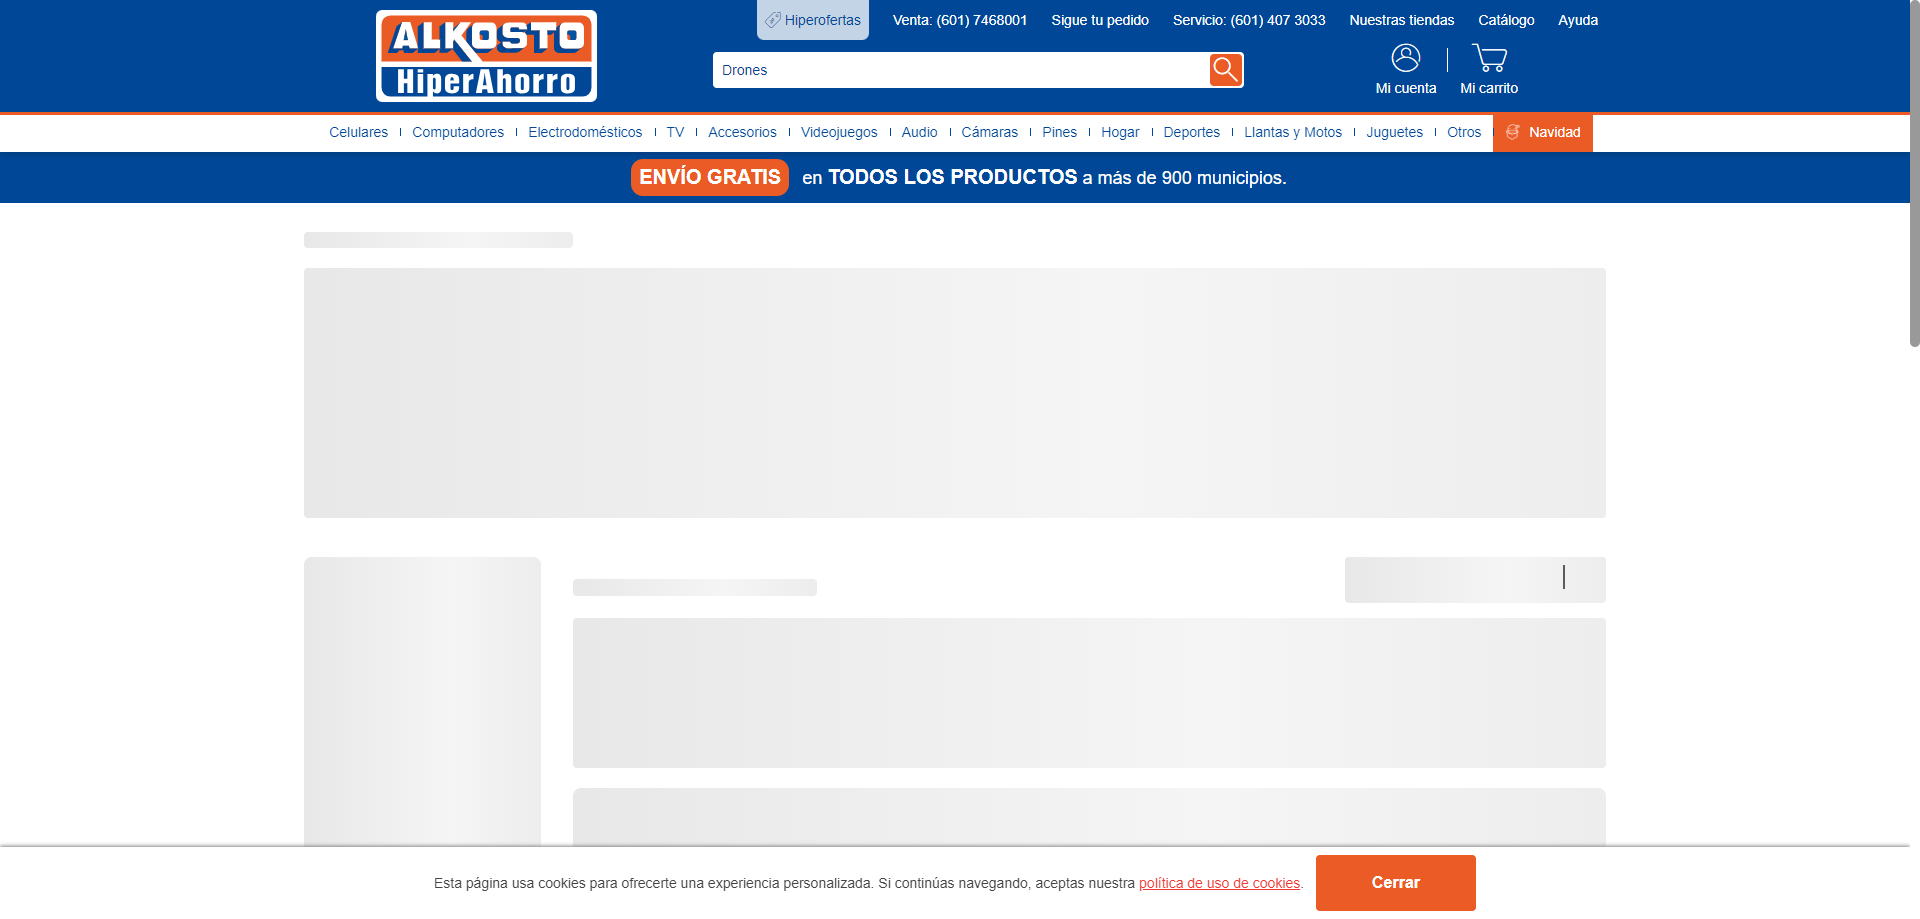 ALKOSTO
HiperAhorro
Hiperofertas
Venta: (601) 7468001
Sigue tu pedido
Servicio: (601) 407 3033
Nuestras tiendas
Catálogo
Ayuda
Drones
Mi cuenta
Mi carrito
Celulares
Computadores
Electrodomésticos
TV
Accesorios
Videojuegos
Audio
Cámaras
Pines
Hogar
Deportes
Llantas y Motos
Juguetes
Otros
Navidad
ENVÍO GRATIS en TODOS LOS PRODUCTOS a más de 900 municipios.
Esta página usa cookies para ofrecerte una experiencia personalizada. Si continúas navegando, aceptas nuestra política de uso de cookies.
Cerrar